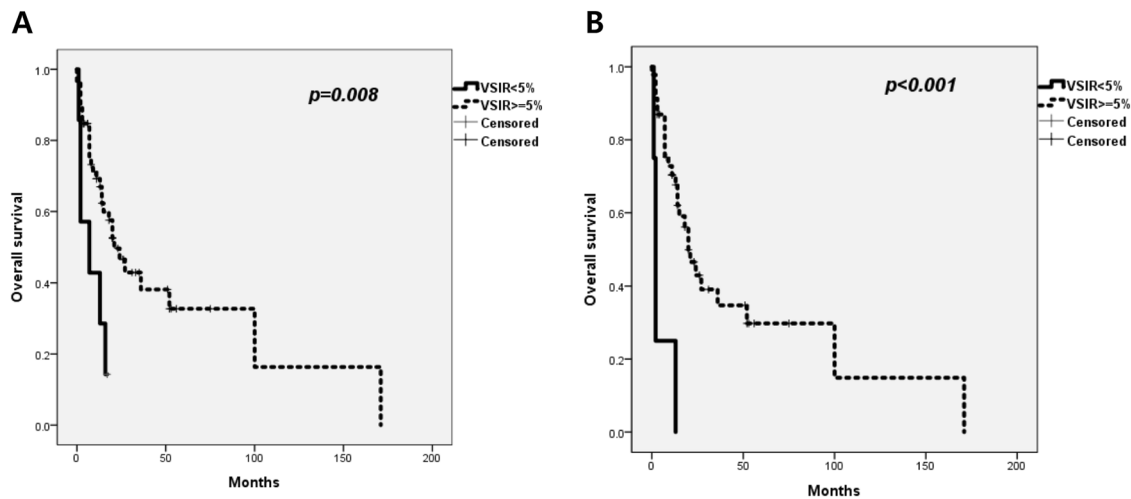 A
p=0.008
VSIR<5%
VSIR>=5%
Censored
Censored
1.0
0.8
0.6
0.4
0.2
0.0
Overall survival
0 50 100 150 200
Months
B
p<0.001
VSIR<5%
VSIR>=5%
Censored
Censored
1.0
0.8
0.6
0.4
0.2
0.0
Overall survival
0 50 100 150 200
Months